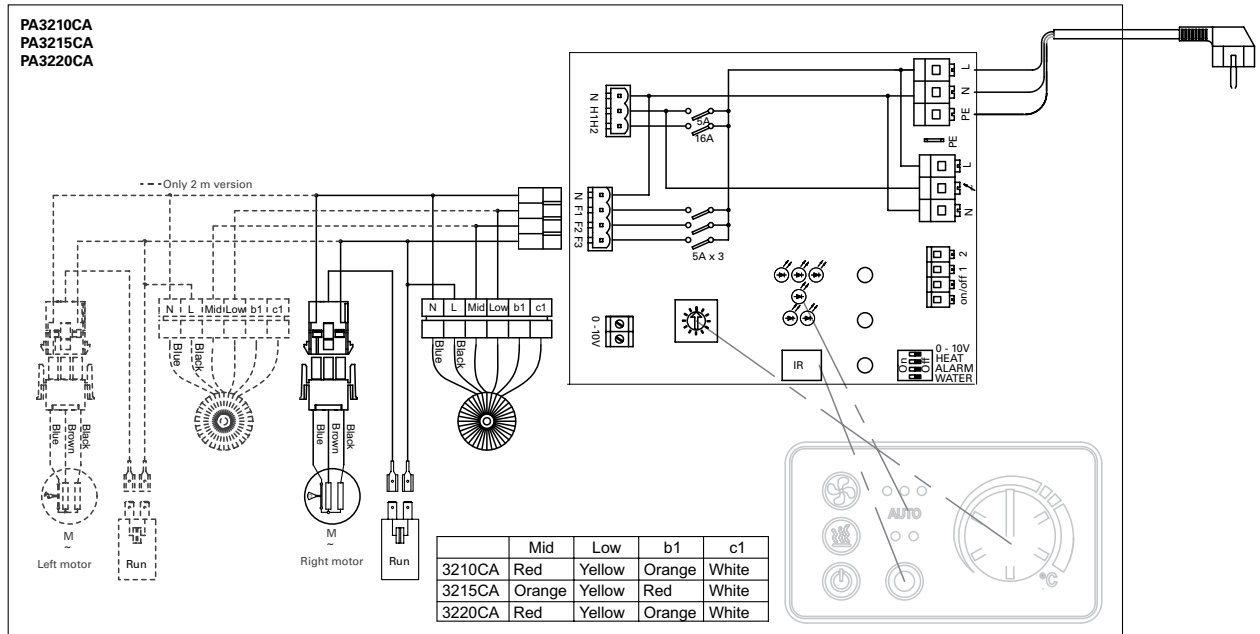 PA3210CA
PA3215CA
PA3220CA
L
N
PE
N H1H2
5A
16A
PE
L
N
Only 2 m version
N F1 F2 F3
5A x 3
on/off 1 2
N L Mid Low b1 c1
N L Mid Low b1 c1
Blue
Black
Blue
Black
0 -10V
IR
On
Off
0 - 10V
HEAT
ALARM
WATER
Blue
Brown
Black
Blue
Brown
Black
M
~
Left motor
Run
M
~
Right motor
Run
AUTO
°C
Mid Low b1 c1
3210CA Red Yellow Orange White
3215CA Orange Yellow Red White
3220CA Red Yellow Orange White